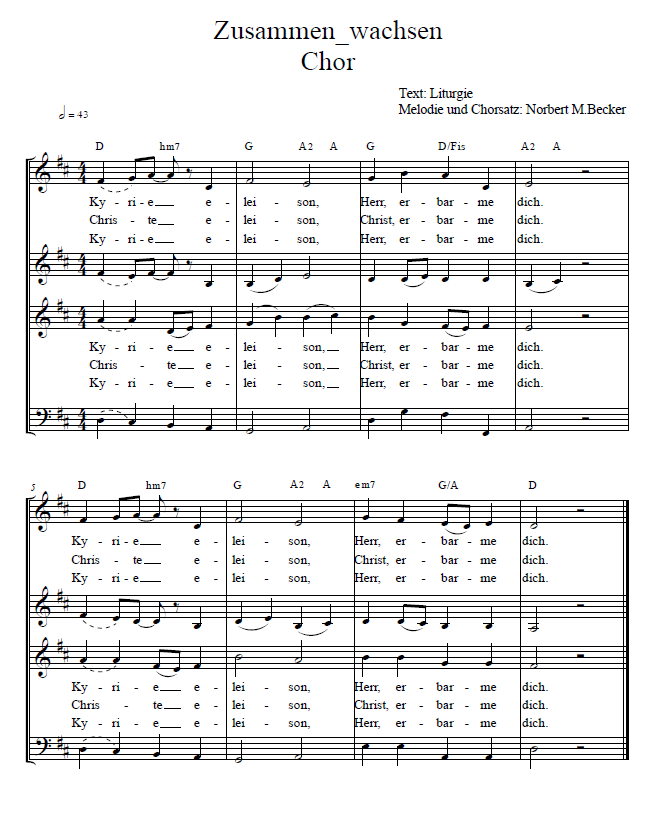 Zusammen_wachsen
Chor
Text: Liturgie
Melodie und Chorsatz: Norbert M.Becker
= 43
D hm7 G A2 A G D/Fis A2 A
Ky - ri - e e - lei - son, Herr, er - bar - me dich.
Chris - te e - lei - son, Christ, er - bar - me dich.
Ky - ri - e e - lei - son, Herr, er - bar - me dich.
Ky - ri - e e - lei - son, Herr, er - bar - me dich.
Chris - te e - lei - son, Christ, er - bar - me dich.
Ky - ri - e e - lei - son, Herr, er - bar - me dich.
5 D hm7 G A2 A em7 G/A D
Ky - ri - e e - lei - son, Herr, er - bar - me dich.
Chris - te e - lei - son, Christ, er - bar - me dich.
Ky - ri - e e - lei - son, Herr, er - bar - me dich.
Ky - ri - e e - lei - son, Herr, er - bar - me dich.
Chris - te e - lei - son, Christ, er - bar - me dich.
Ky - ri - e e - lei - son, Herr, er - bar - me dich.